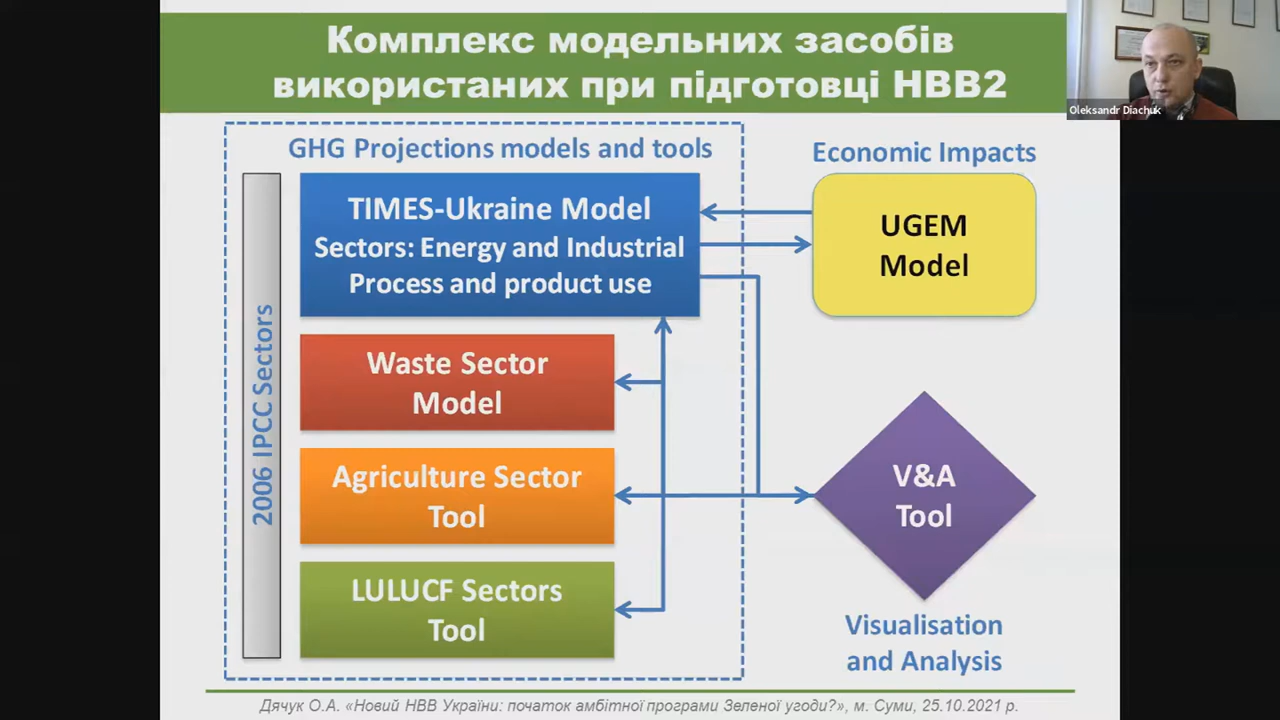 Комплекс модельних засобів
використаних при підготовці НВВ2
Oleksandr Diachuk
GHG Projections models and tools
Economic Impacts
2006 IPCC Sectors
TIMES-Ukraine Model
Sectors: Energy and Industrial
Process and product use
UGEM
Model
Waste Sector
Model
Agriculture Sector
Tool
V&A
Tool
LULUCF Sectors
Tool
Visualisation
and Analysis
Дячук О.А. «Новий НВВ України: початок амбітної програми Зеленої угоди?», м. Суми, 25.10.2021 р.